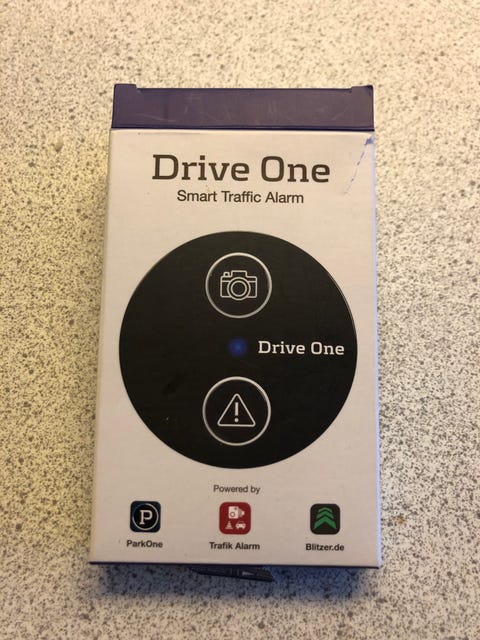 Drive One
Smart Traffic Alarm
Drive One
Powered by
P
ParkOne
Trafik Alarm
Blitzer.de